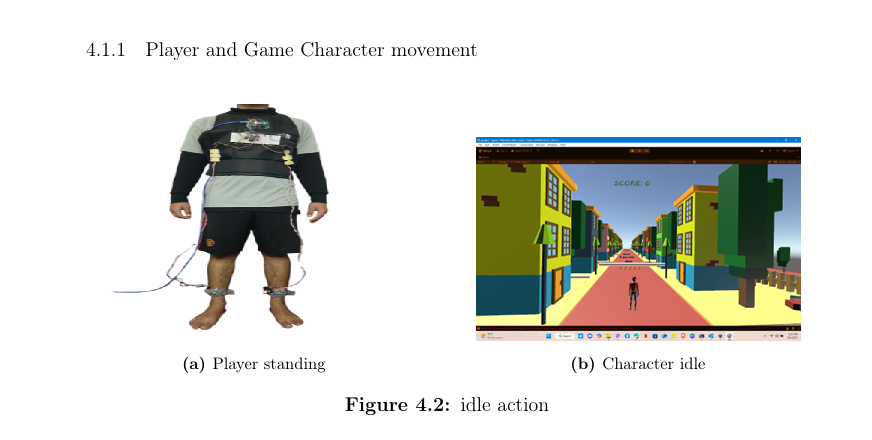 4.1.1 Player and Game Character movement
SCORE: 0
(a) Player standing
(b) Character idle
Figure 4.2: idle action